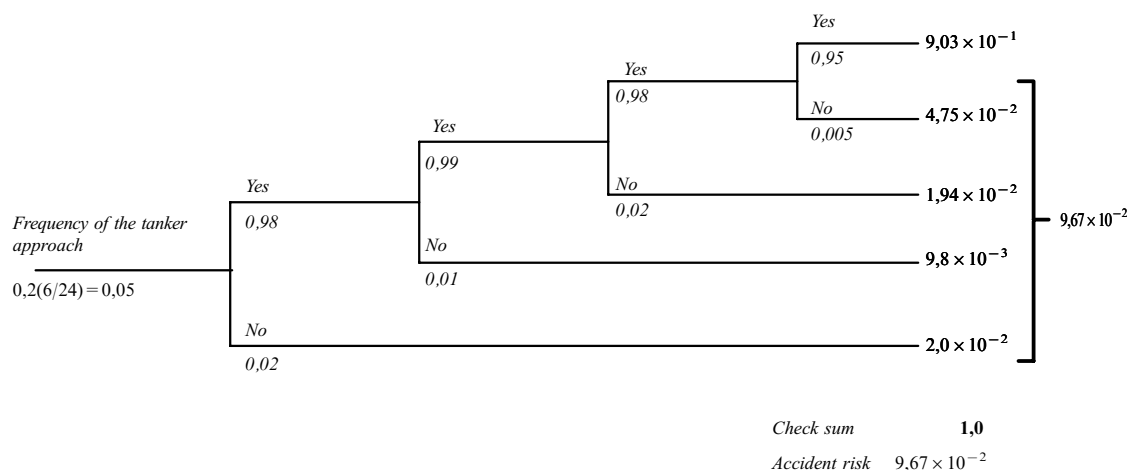 Yes
9,03 × 10⁻¹
0,95
Yes
0,98
No
4,75 × 10⁻²
0,005
Yes
0,99
No
1,94 × 10⁻²
0,02
Yes
0,98
Frequency of the tanker
approach
9,67 × 10⁻²
No
9,8 × 10⁻³
0,01
0,2(6/24) = 0,05
No
2,0 × 10⁻²
0,02
Check sum 1,0
Accident risk 9,67 × 10⁻²